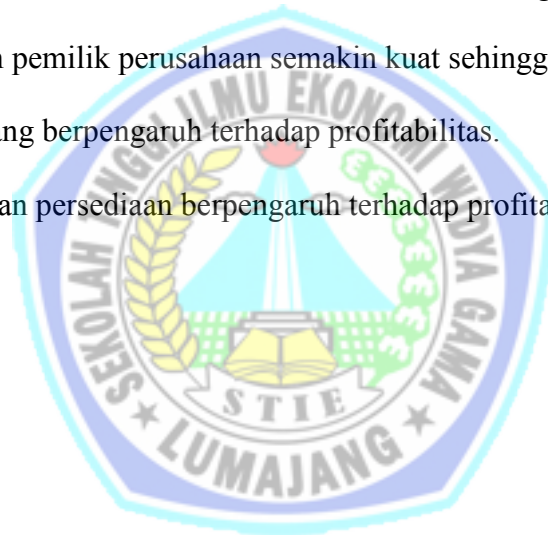 pemilik perusahaan semakin kuat sehingg
ang berpengaruh terhadap profitabilitas.
an persediaan berpengaruh terhadap profita
SEKOLAH TINGGI ILMU EKONOMI WIDYA GAMA
STIE
LUMAJANG